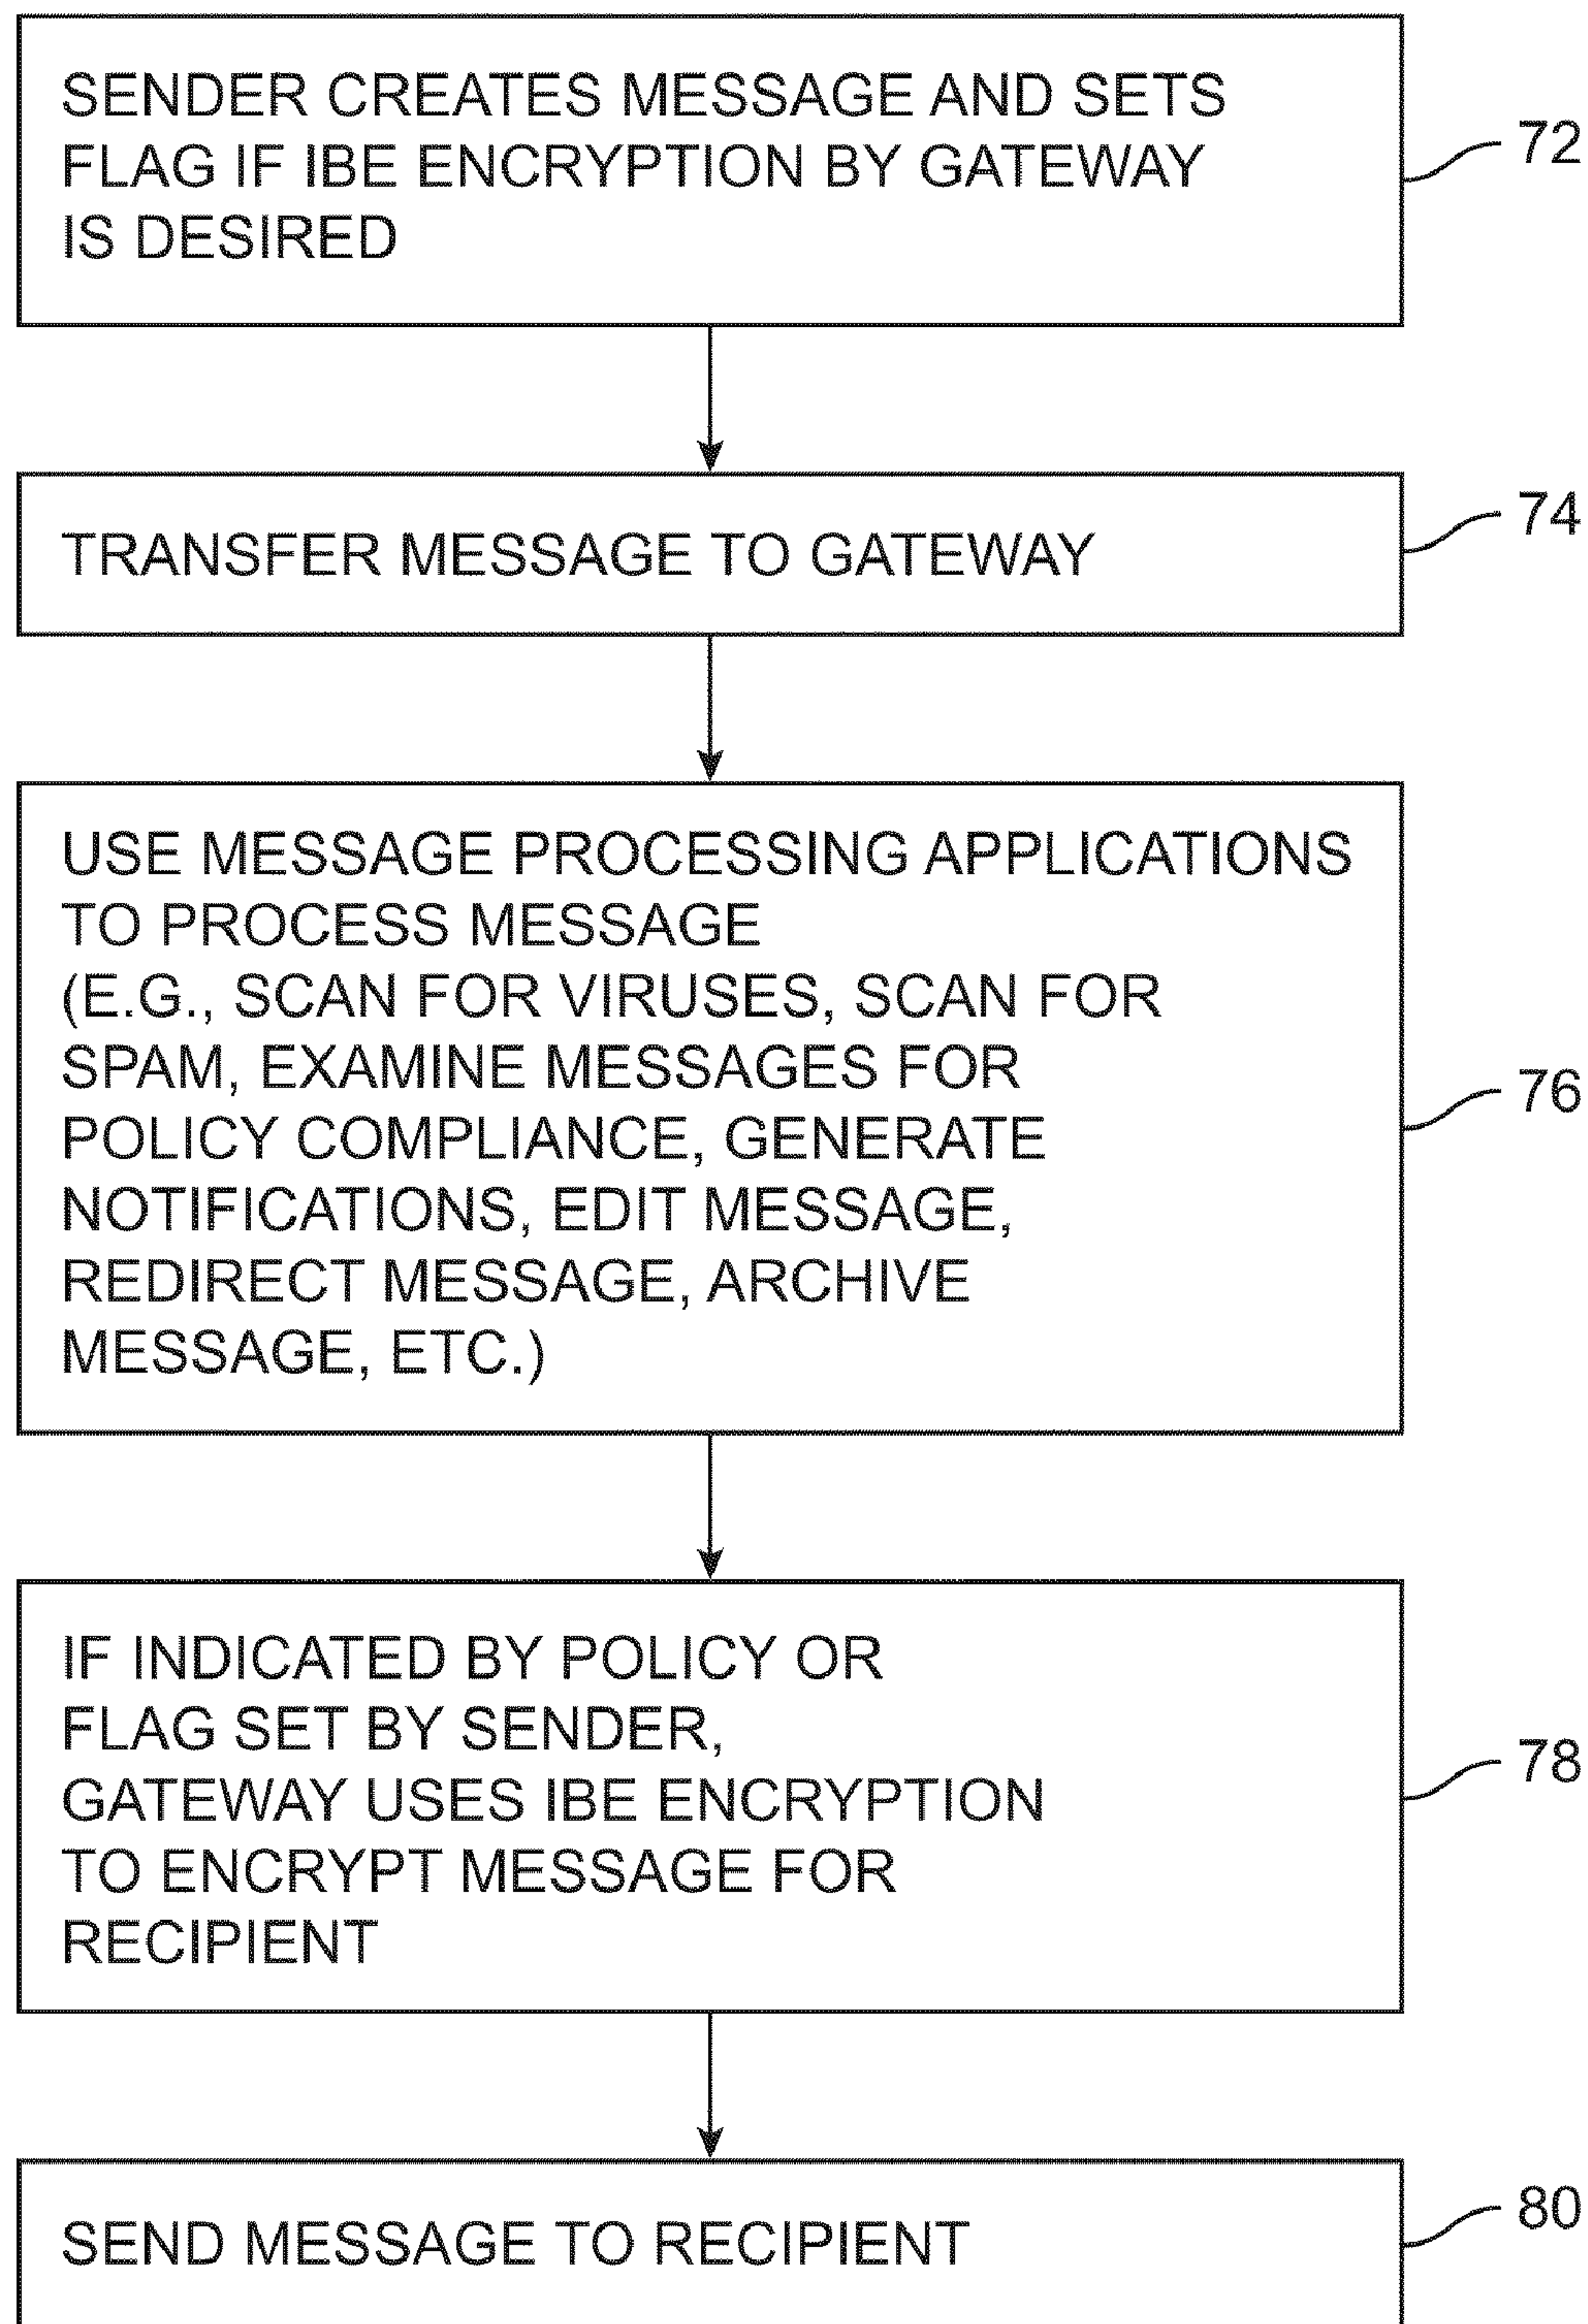 SENDER CREATES MESSAGE AND SETS
FLAG IF IBE ENCRYPTION BY GATEWAY
IS DESIRED
72
TRANSFER MESSAGE TO GATEWAY
74
USE MESSAGE PROCESSING APPLICATIONS
TO PROCESS MESSAGE
(E.G., SCAN FOR VIRUSES, SCAN FOR
SPAM, EXAMINE MESSAGES FOR
POLICY COMPLIANCE, GENERATE
NOTIFICATIONS, EDIT MESSAGE,
REDIRECT MESSAGE, ARCHIVE
MESSAGE, ETC.)
76
IF INDICATED BY POLICY OR
FLAG SET BY SENDER,
GATEWAY USES IBE ENCRYPTION
TO ENCRYPT MESSAGE FOR
RECIPIENT
78
SEND MESSAGE TO RECIPIENT
80